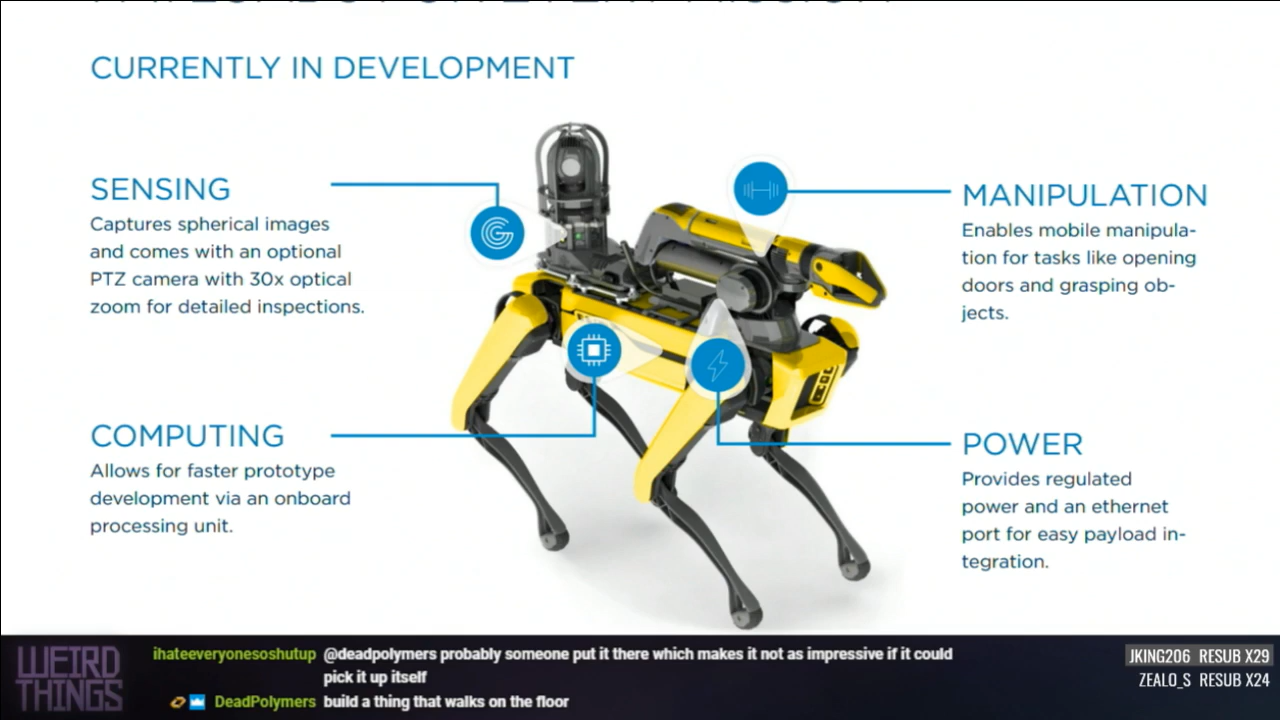 CURRENTLY IN DEVELOPMENT
SENSING
Captures spherical images
and comes with an optional
PTZ camera with 30x optical
zoom for detailed inspections.
MANIPULATION
Enables mobile manipula-
tion for tasks like opening
doors and grasping ob-
jects.
COMPUTING
Allows for faster prototype
development via an onboard
processing unit.
POWER
Provides regulated
power and an ethernet
port for easy payload in-
tegration.
WEIRD
THINGS
ihateeveryonesoshutup @deadpolymers probably someone put it there which makes it not as impressive if it could
pick it up itself
DeadPolymers build a thing that walks on the floor
JKING206 RESUB X29
ZEALO_S RESUB X24